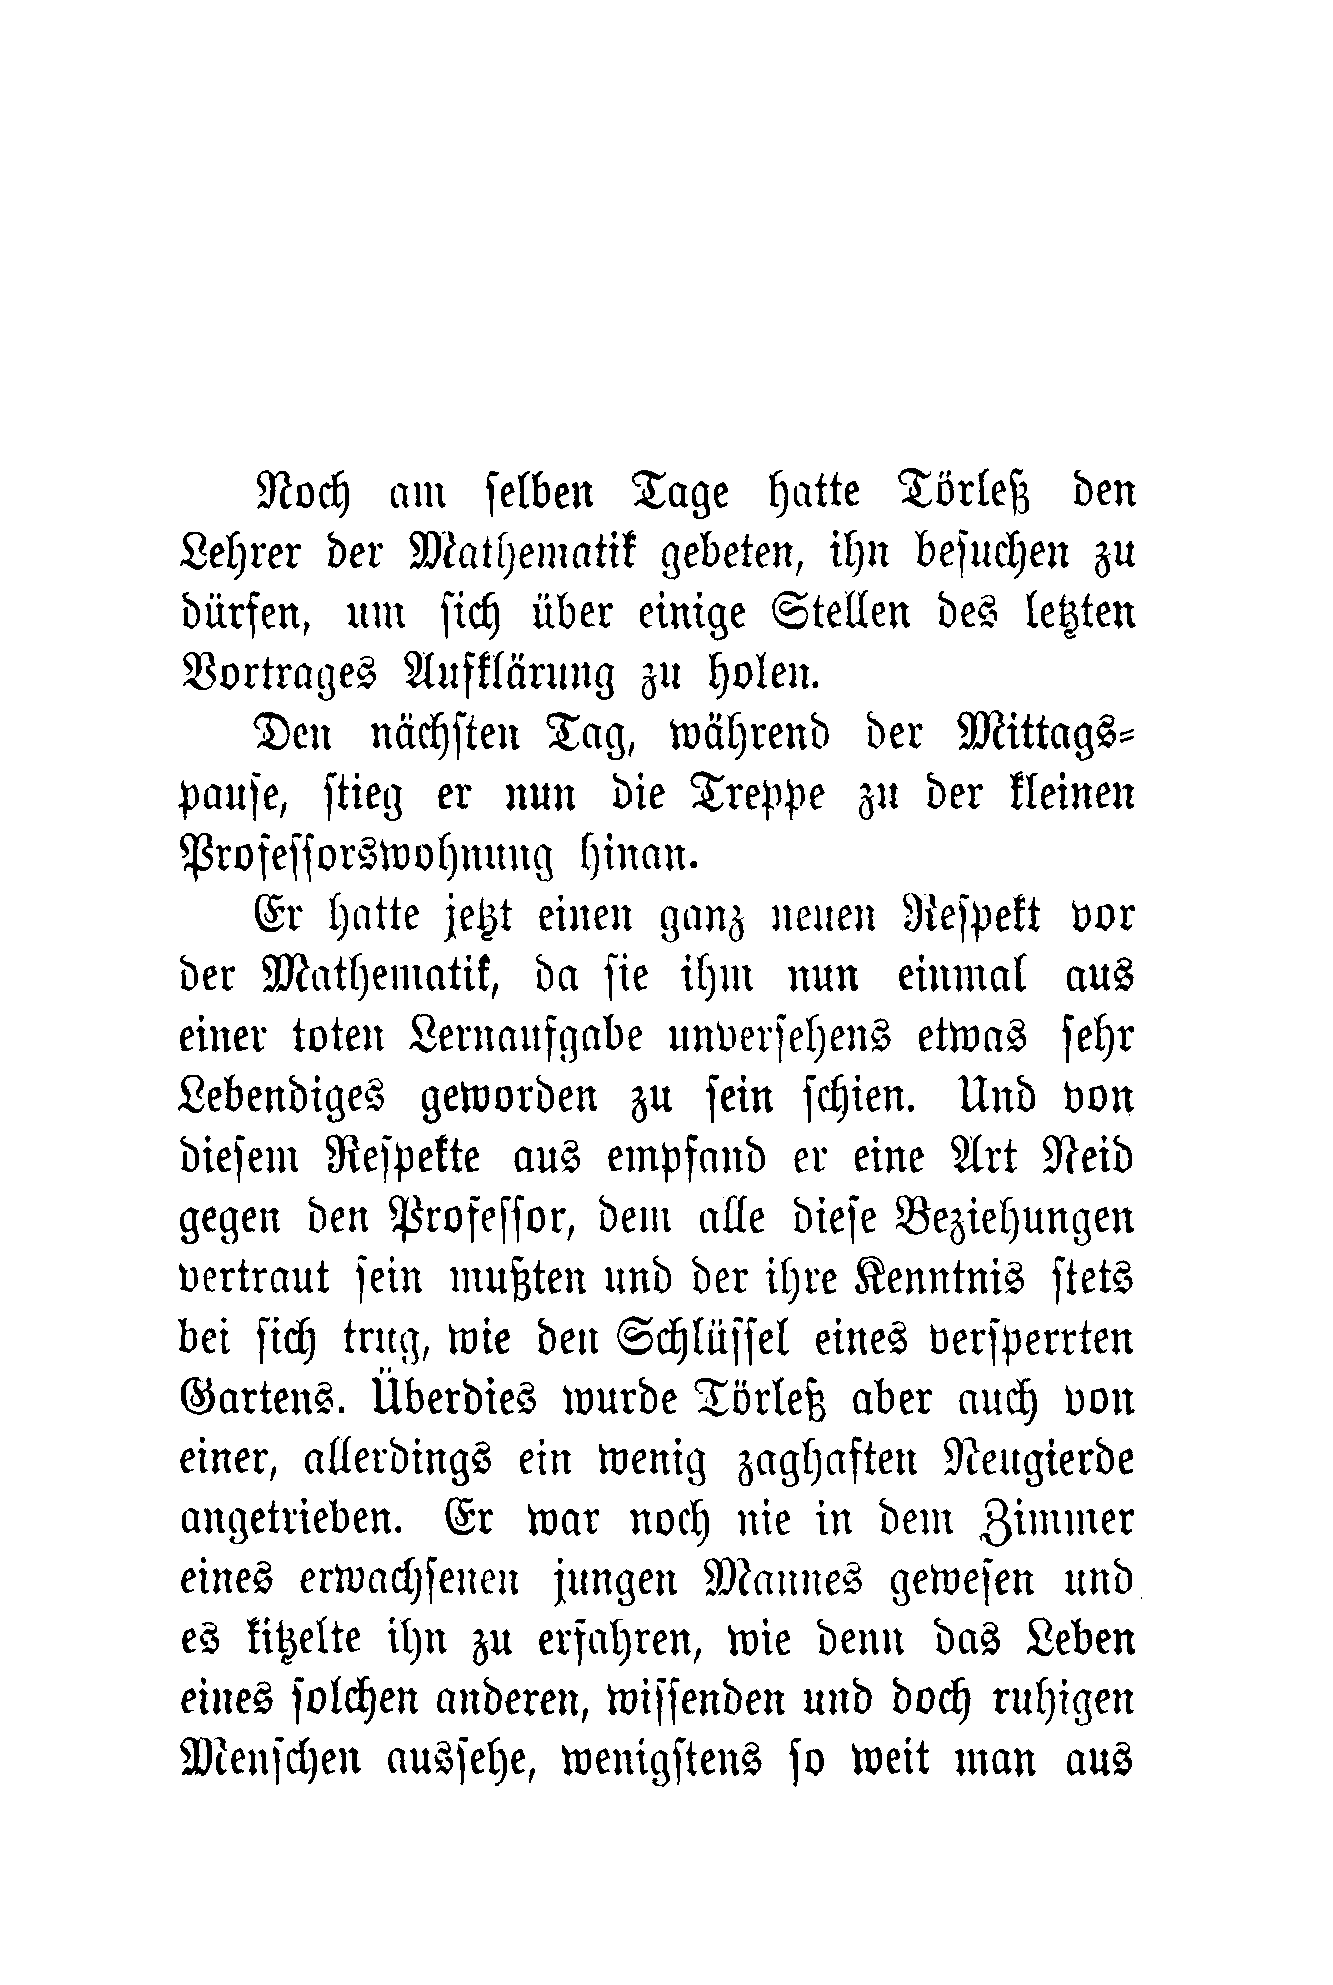 Noch am selben Tage hatte Törleß den
Lehrer der Mathematik gebeten, ihn besuchen zu
dürfen, um sich über einige Stellen des letzten
Vortrages Aufklärung zu holen.
Den nächsten Tag, während der Mittags-
pause, stieg er nun die Treppe zu der kleinen
Professorswohnung hinan.
Er hatte jetzt einen ganz neuen Respekt vor
der Mathematik, da sie ihm nun einmal aus
einer toten Lernaufgabe unversehens etwas sehr
Lebendiges geworden zu sein schien. Und von
diesem Respekte aus empfand er eine Art Neid
gegen den Professor, dem alle diese Beziehungen
vertraut sein mußten und der ihre Kenntnis stets
bei sich trug, wie den Schlüssel eines versperrten
Gartens. Überdies wurde Törleß aber auch von
einer, allerdings ein wenig zaghaften Neugierde
angetrieben. Er war noch nie in dem Zimmer
eines erwachsenen jungen Mannes gewesen und
es kitzelte ihn zu erfahren, wie denn das Leben
eines solchen anderen, wissenden und doch ruhigen
Menschen aussehe, wenigstens so weit man aus